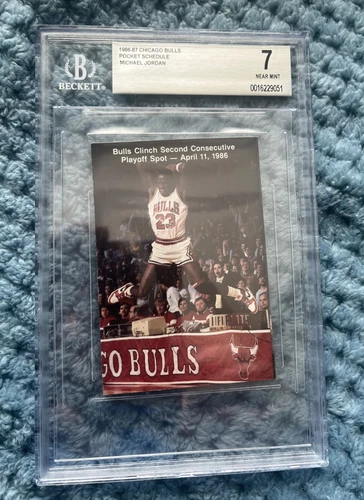 1986-87 CHICAGO BULLS
POCKET SCHEDULE
MICHAEL JORDAN
B
BECKETT
7
NEAR MINT
0016229051
Bulls Clinch Second Consecutive
Playoff Spot — April 11, 1986
BULLS
23
GO BULLS